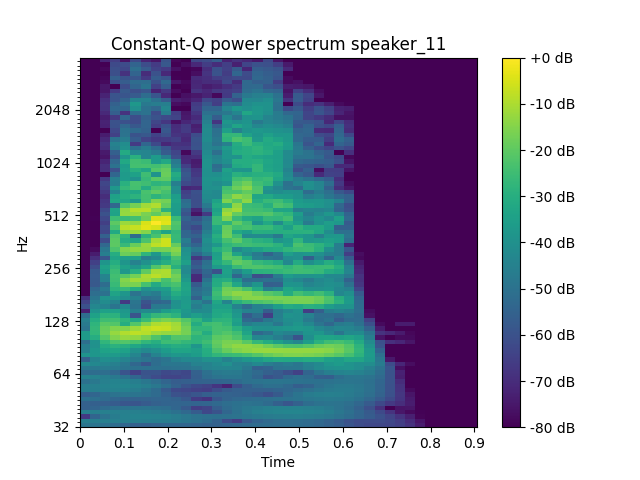 Constant-Q power spectrum speaker_11
Hz
2048
1024
512
256
128
64
32
0 0.1 0.2 0.3 0.4 0.5 0.6 0.7 0.8 0.9
Time
+0 dB
-10 dB
-20 dB
-30 dB
-40 dB
-50 dB
-60 dB
-70 dB
-80 dB